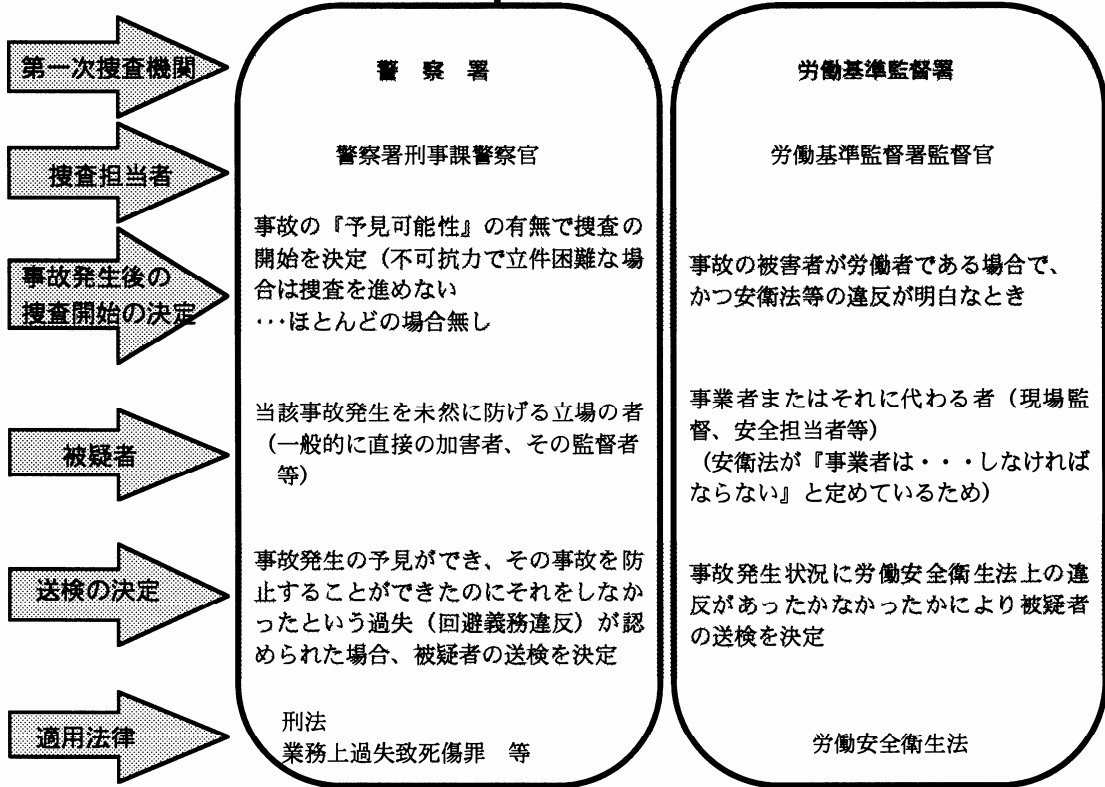 第一次捜査機関
警　察　署
労働基準監督署
捜査担当者
警察署刑事課警察官
労働基準監督署監督官
事故発生後の
捜査開始の決定
事故の『予見可能性』の有無で捜査の
開始を決定（不可抗力で立件困難な場
合は捜査を進めない
・・・ほとんどの場合無し
事故の被害者が労働者である場合で、
かつ安衛法等の違反が明白なとき
被疑者
当該事故発生を未然に防げる立場の者
（一般的に直接の加害者、その監督者
等）
事業者またはそれに代わる者（現場監
督、安全担当者等）
（安衛法が『事業者は・・・しなければ
ならない』と定めているため）
送検の決定
事故発生の予見ができ、その事故を防
止することができたのにそれをしなか
ったという過失（回避義務違反）が認
められた場合、被疑者の送検を決定
事故発生状況に労働安全衛生法上の違
反があったかなかったかにより被疑者
の送検を決定
適用法律
刑法
業務上過失致死傷罪　等
労働安全衛生法